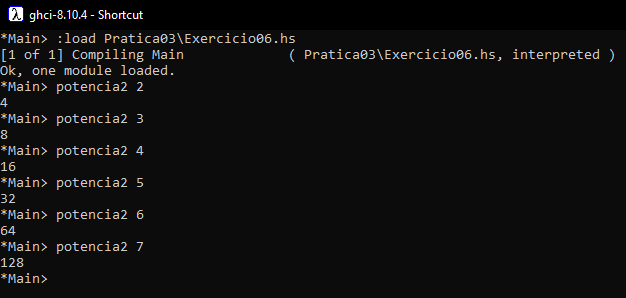 ghci-8.10.4 - Shortcut
*Main> :load Pratica03\Exercicio06.hs
[1 of 1] Compiling Main             ( Pratica03\Exercicio06.hs, interpreted )
Ok, one module loaded.
*Main> potencia2 2
4
*Main> potencia2 3
8
*Main> potencia2 4
16
*Main> potencia2 5
32
*Main> potencia2 6
64
*Main> potencia2 7
128
*Main>